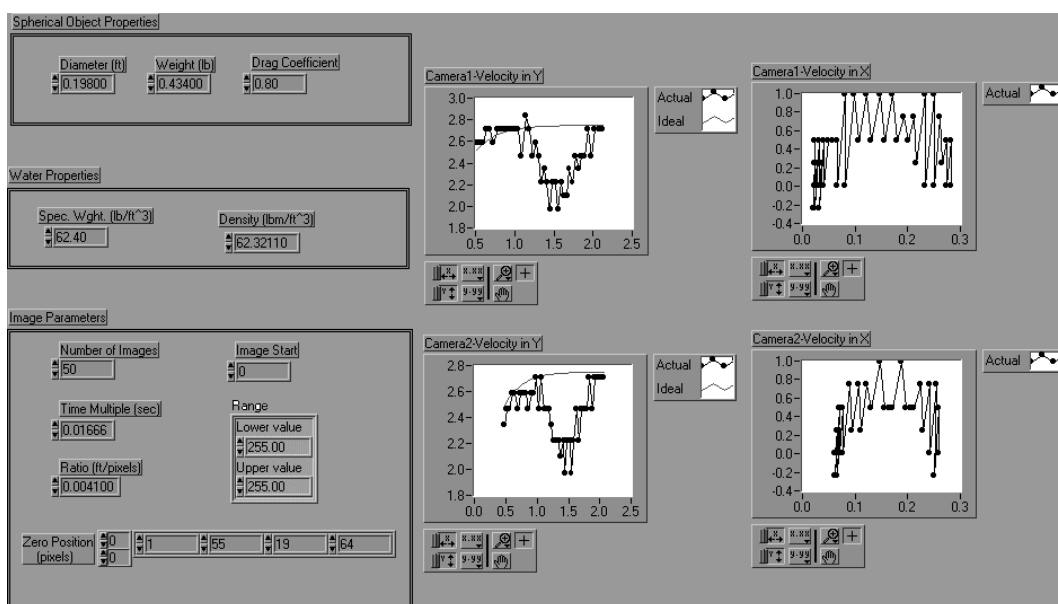 Spherical Object Properties
Diameter (ft) Weight (lb) Drag Coefficient
0.19800 0.43400 0.80
Water Properties
Spec. Wght. (lb/ft^3) Density (lbm/ft^3)
62.40 62.32110
Image Parameters
Number of Images Image Start
50 0
Time Multiple (sec) Range
0.01666 Lower value
255.00
Ratio (ft/pixels) Upper value
0.004100 255.00
Zero Position (pixels)
0 1 55 19 64
0
Camera1-Velocity in Y
Actual
Ideal
3.0
2.8
2.6
2.4
2.2
2.0
1.8
0.5 1.0 1.5 2.0 2.5
X.XX
Y.YY
Camera1-Velocity in X
Actual
1.0
0.8
0.6
0.4
0.2
0.0
-0.2
-0.4
0.0 0.1 0.2 0.3
X.XX
Y.YY
Camera2-Velocity in Y
Actual
Ideal
2.8
2.6
2.4
2.2
2.0
1.8
0.0 0.5 1.0 1.5 2.0 2.5
X.XX
Y.YY
Camera2-Velocity in X
Actual
1.0
0.8
0.6
0.4
0.2
0.0
-0.2
-0.4
0.0 0.1 0.2 0.3
X.XX
Y.YY